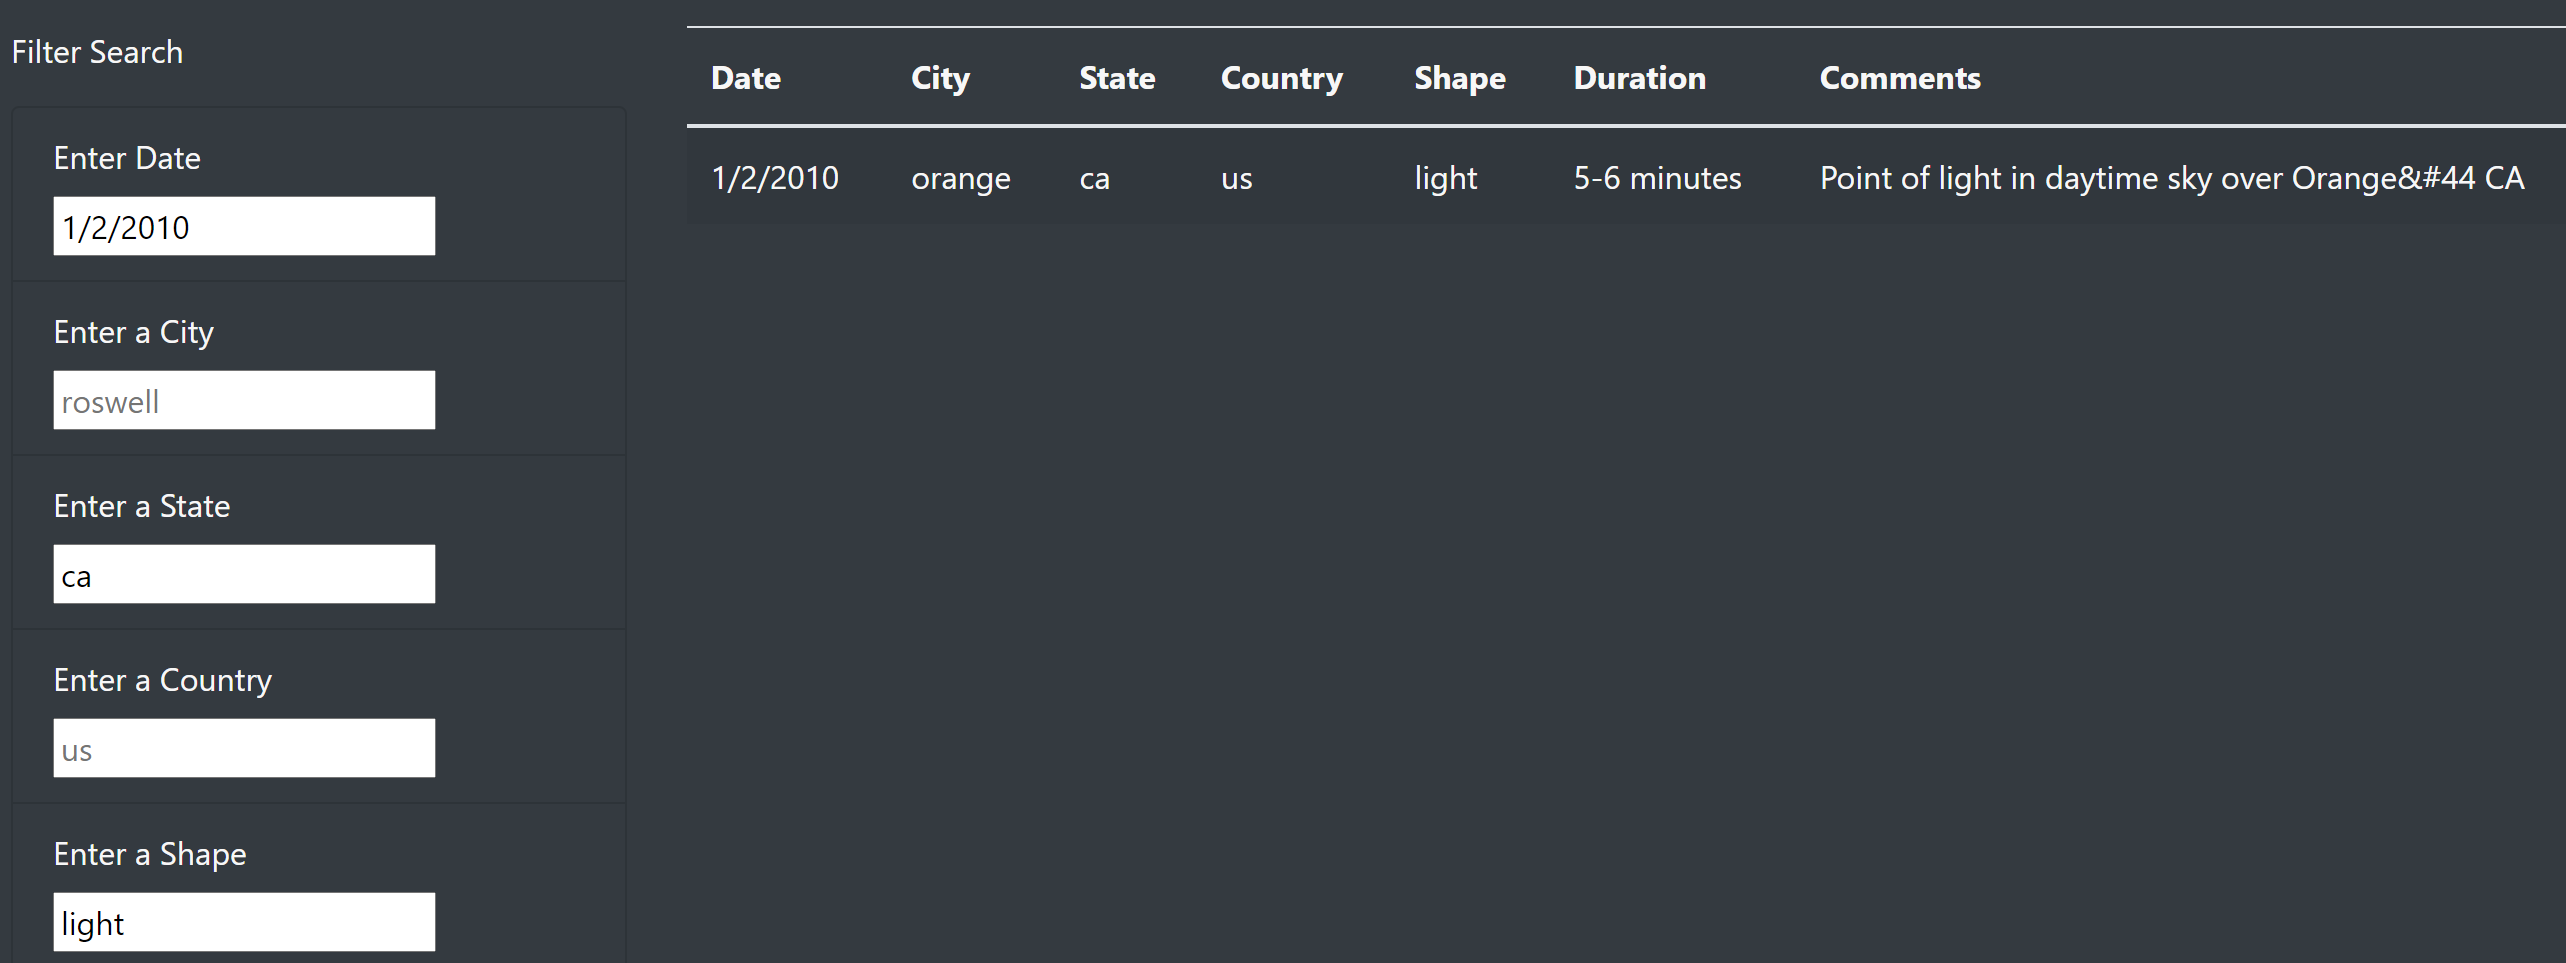 Filter Search
Enter Date
1/2/2010
Enter a City
roswell
Enter a State
ca
Enter a Country
us
Enter a Shape
light
Date City State Country Shape Duration Comments
1/2/2010 orange ca us light 5-6 minutes Point of light in daytime sky over Orange&#44 CA